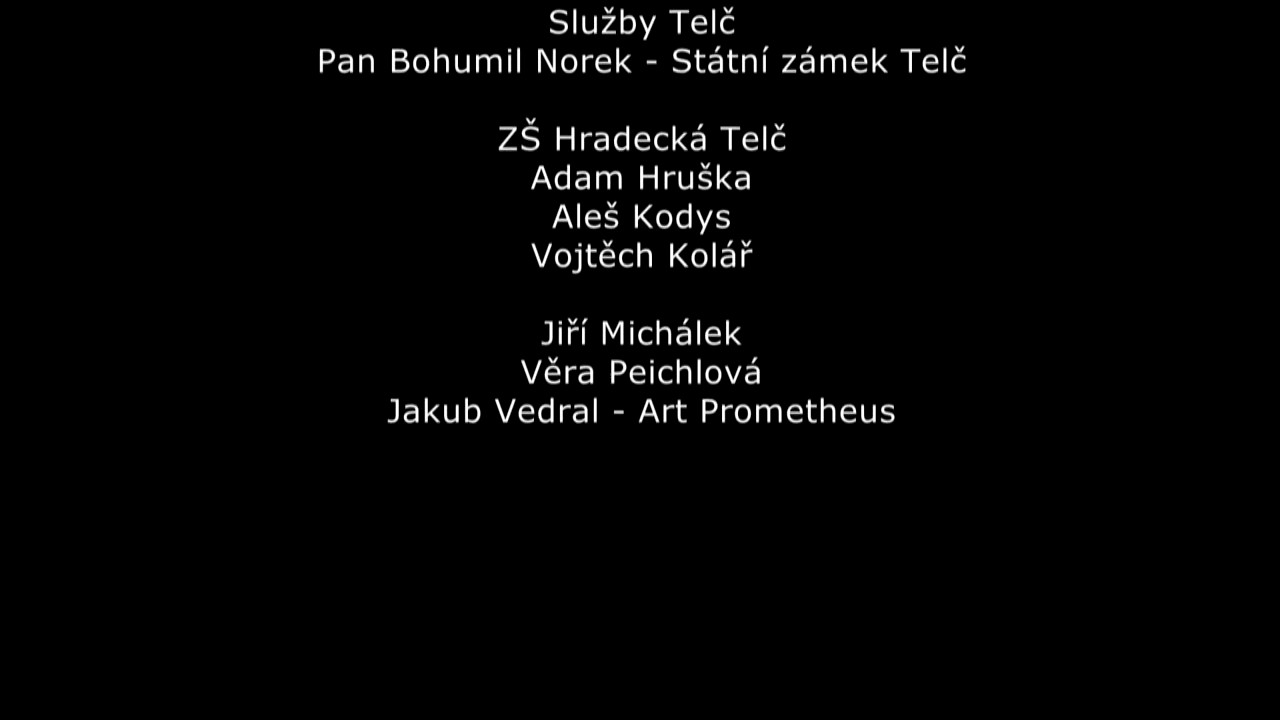 Služby Telč
Pan Bohumil Norek - Státní zámek Telč
ZŠ Hradecká Telč
Adam Hruška
Aleš Kodys
Vojtěch Kolář
Jiří Michálek
Věra Peichlová
Jakub Vedral - Art Prometheus